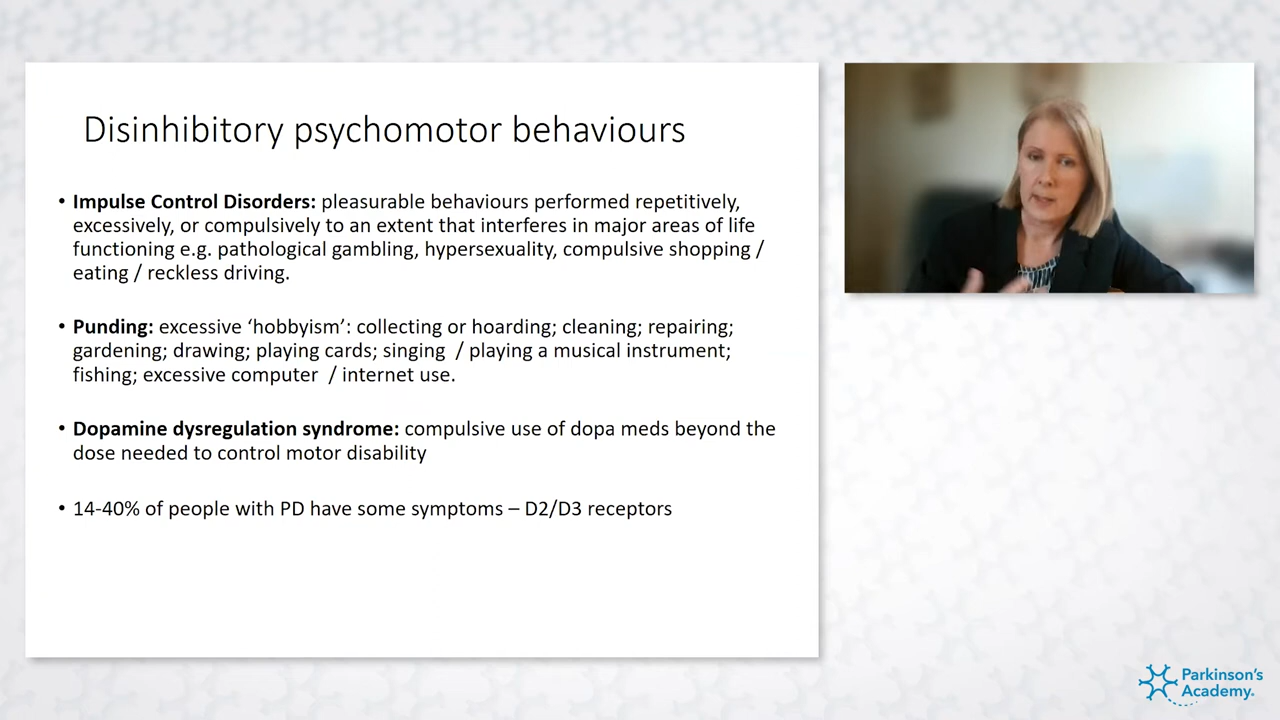 Disinhibitory psychomotor behaviours
• Impulse Control Disorders: pleasurable behaviours performed repetitively,
excessively, or compulsively to an extent that interferes in major areas of life
functioning e.g. pathological gambling, hypersexuality, compulsive shopping /
eating / reckless driving.
• Punding: excessive ‘hobbyism’: collecting or hoarding; cleaning; repairing;
gardening; drawing; playing cards; singing / playing a musical instrument;
fishing; excessive computer / internet use.
• Dopamine dysregulation syndrome: compulsive use of dopa meds beyond the
dose needed to control motor disability
• 14-40% of people with PD have some symptoms – D2/D3 receptors
Parkinson's
Academy.